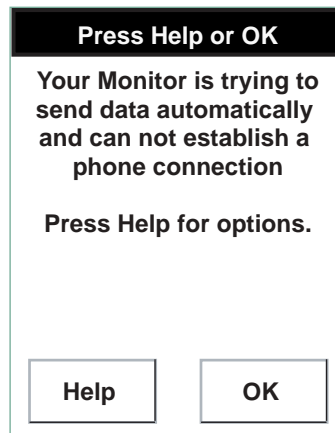 Press Help or OK
Your Monitor is trying to
send data automatically
and can not establish a
phone connection
Press Help for options.
Help
OK